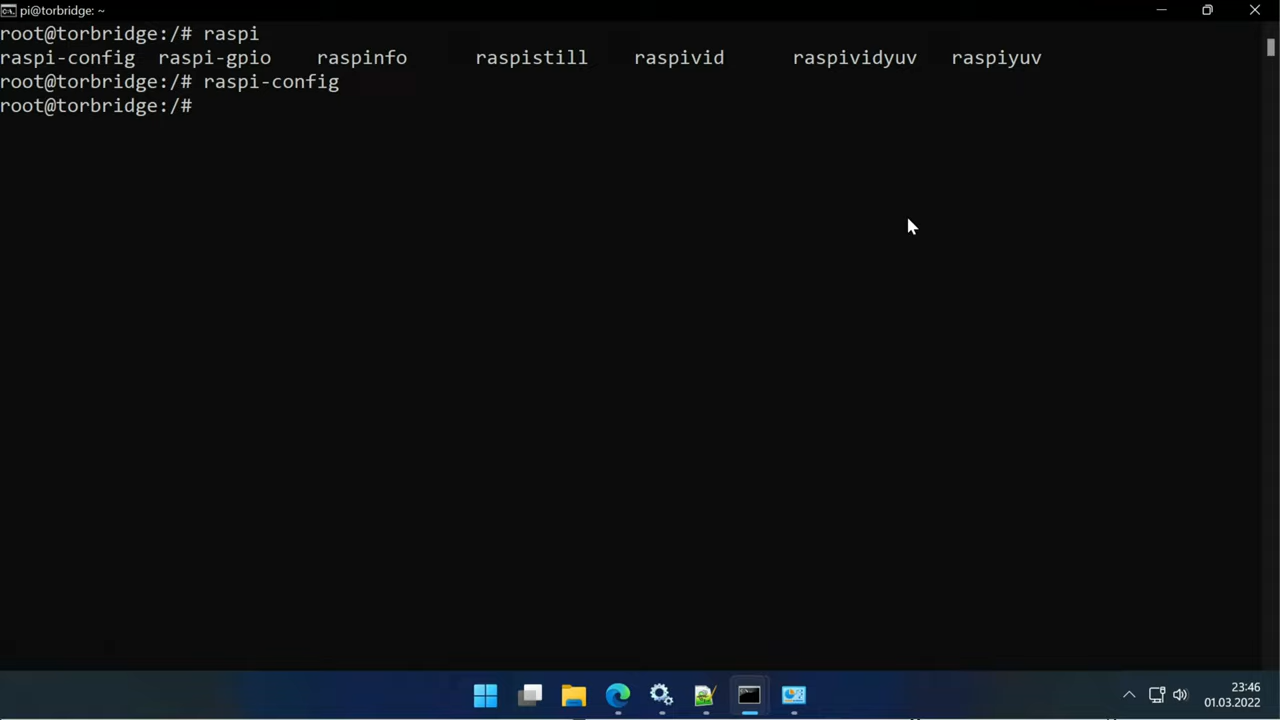 pi@torbridge: ~
root@torbridge:/# raspi
raspi-config raspi-gpio raspinfo raspistill raspivid raspividyuv raspiyuv
root@torbridge:/# raspi-config
root@torbridge:/#
23:46
01.03.2022